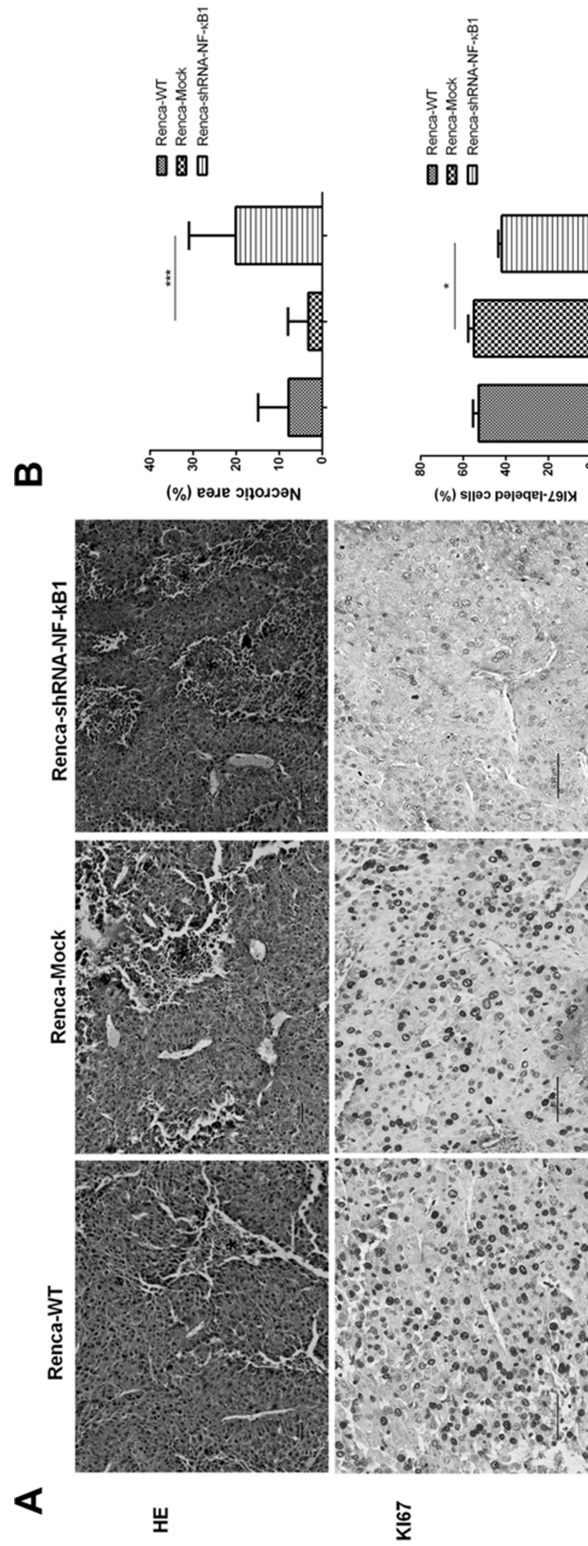 A
Renca-WT
Renca-Mock
Renca-shRNA-NF-kB1
HE
KI67
B
Necrotic area (%)
40
30
20
10
0
***
Renca-WT
Renca-Mock
Renca-shRNA-NF-κB1
KI67-labeled cells (%)
80
60
40
20
0
*
Renca-WT
Renca-Mock
Renca-shRNA-NF-κB1